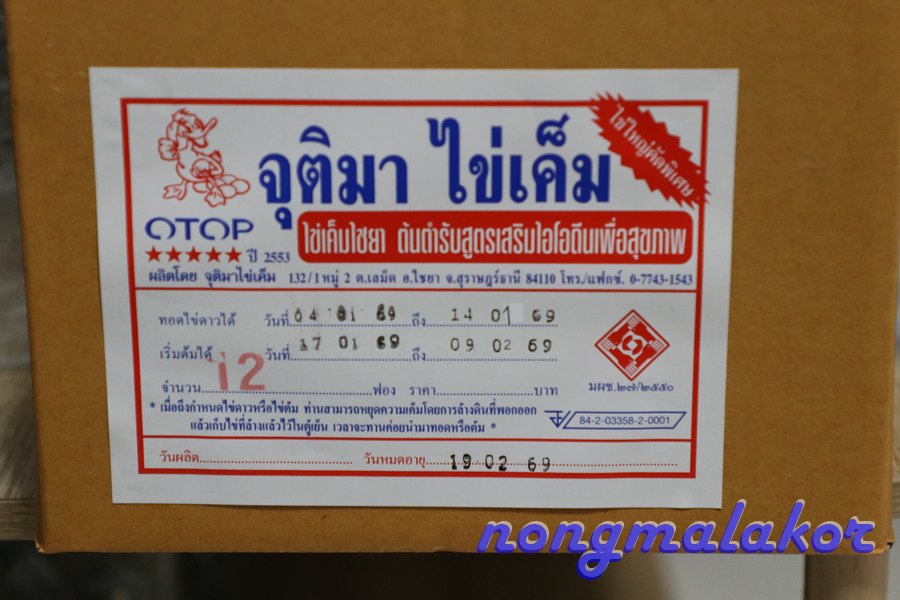 จุติมา ไข่เค็ม
ไข่ใหญ่คัดพิเศษ
OTOP
ไข่เค็มไชยา ต้นตำรับสูตรเสริมไอโอดีนเพื่อสุขภาพ
★★★★★ ปี 2553
ผลิตโดย จุติมาไข่เค็ม 132/1 หมู่ 2 ต.เลม็ด อ.ไชยา จ.สุราษฎร์ธานี 84110 โทร./แฟกซ์. 0-7743-1543
ทอดไข่ดาวได้ วันที่ 04 01 69 ถึง 14 01 69
เริ่มต้มได้ วันที่ 17 01 69 ถึง 09 02 69
จำนวน 12 ฟอง ราคา บาท
มผช.๒๗/๒๕๕๐
* เมื่อถึงกำหนดไข่ดาวหรือไข่ต้ม ท่านสามารถหยุดความเค็มโดยการล้างดินที่พอกออก
แล้วเก็บไข่ที่ล้างแล้วไว้ในตู้เย็น เวลาจะทานค่อยนำมาทอดหรือต้ม *
84-2-03358-2-0001
วันผลิต วันหมดอายุ 19 02 69
nongmalakor